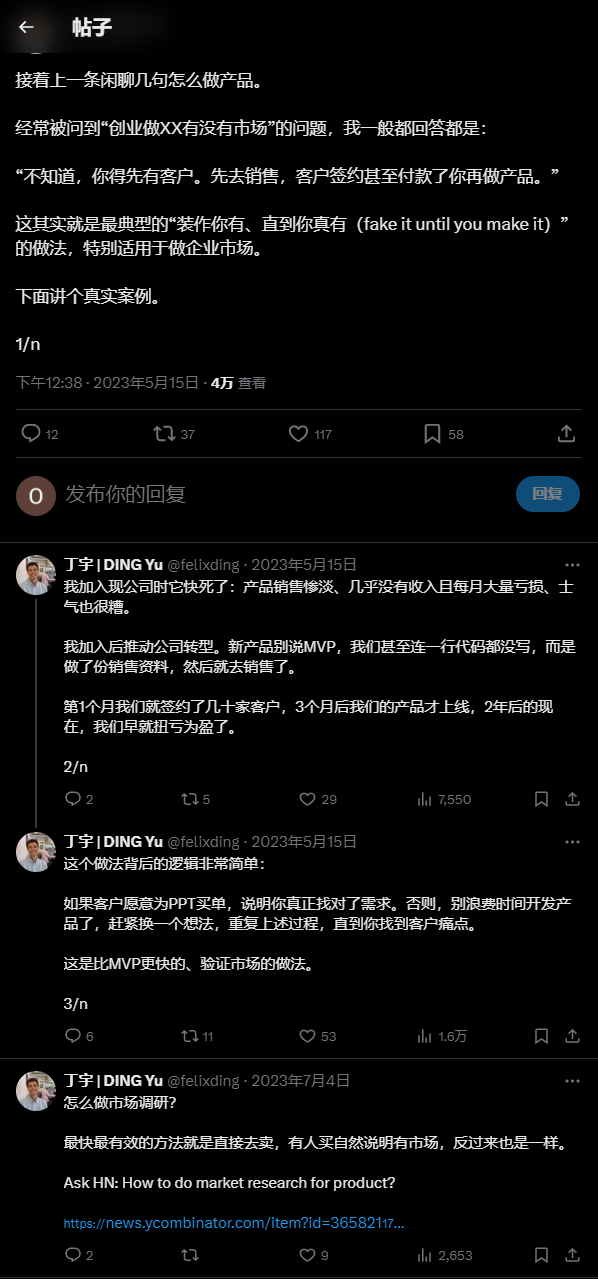 帖子
接着上一条闲聊几句怎么做产品。
经常被问到“创业做XX有没有市场”的问题，我一般都回答都是：
“不知道，你得先有客户。先去销售，客户签约甚至付款了你再做产品。”
这其实就是最典型的“装作你有、直到你真有（fake it until you make it）”
的做法，特别适用于做企业市场。
下面讲个真实案例。
1/n
下午12:38 · 2023年5月15日 · 4万 查看
12 37 117 58
O 发布你的回复 回复
丁宇 | DING Yu @felixding · 2023年5月15日
我加入现公司时它快死了：产品销售惨淡、几乎没有收入且每月大量亏损、士
气也很糟。
我加入后推动公司转型。新产品别说MVP，我们甚至连一行代码都没写，而是
做了份销售资料，然后就去销售了。
第1个月我们就签约了几十家客户，3个月后我们的产品才上线，2年后的现
在，我们早就扭亏为盈了。
2/n
2 5 29 7,550
丁宇 | DING Yu @felixding · 2023年5月15日
这个做法背后的逻辑非常简单：
如果客户愿意为PPT买单，说明你真正找对了需求。否则，别浪费时间开发产
品了，赶紧换一个想法，重复上述过程，直到你找到客户痛点。
这是比MVP更快的、验证市场的做法。
3/n
6 11 53 1.6万
丁宇 | DING Yu @felixding · 2023年7月4日
怎么做市场调研？
最快最有效的方法就是直接去卖，有人买自然说明有市场，反过来也是一样。
Ask HN: How to do market research for product?
https://news.ycombinator.com/item?id=36582117…
2 9 2,653